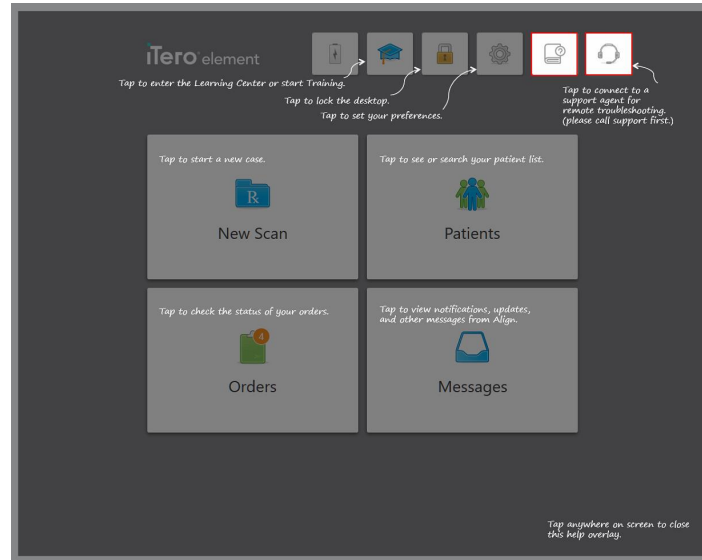 iTero element
Tap to enter the Learning Center or start Training.
Tap to lock the desktop.
Tap to set your preferences.
Tap to connect to a
support agent for
remote troubleshooting.
(please call support first.)
Tap to start a new case.
R
New Scan
Tap to see or search your patient list.
Patients
Tap to check the status of your orders.
4
Orders
Tap to view notifications, updates,
and other messages from Align.
Messages
Tap anywhere on screen to close
this help overlay.